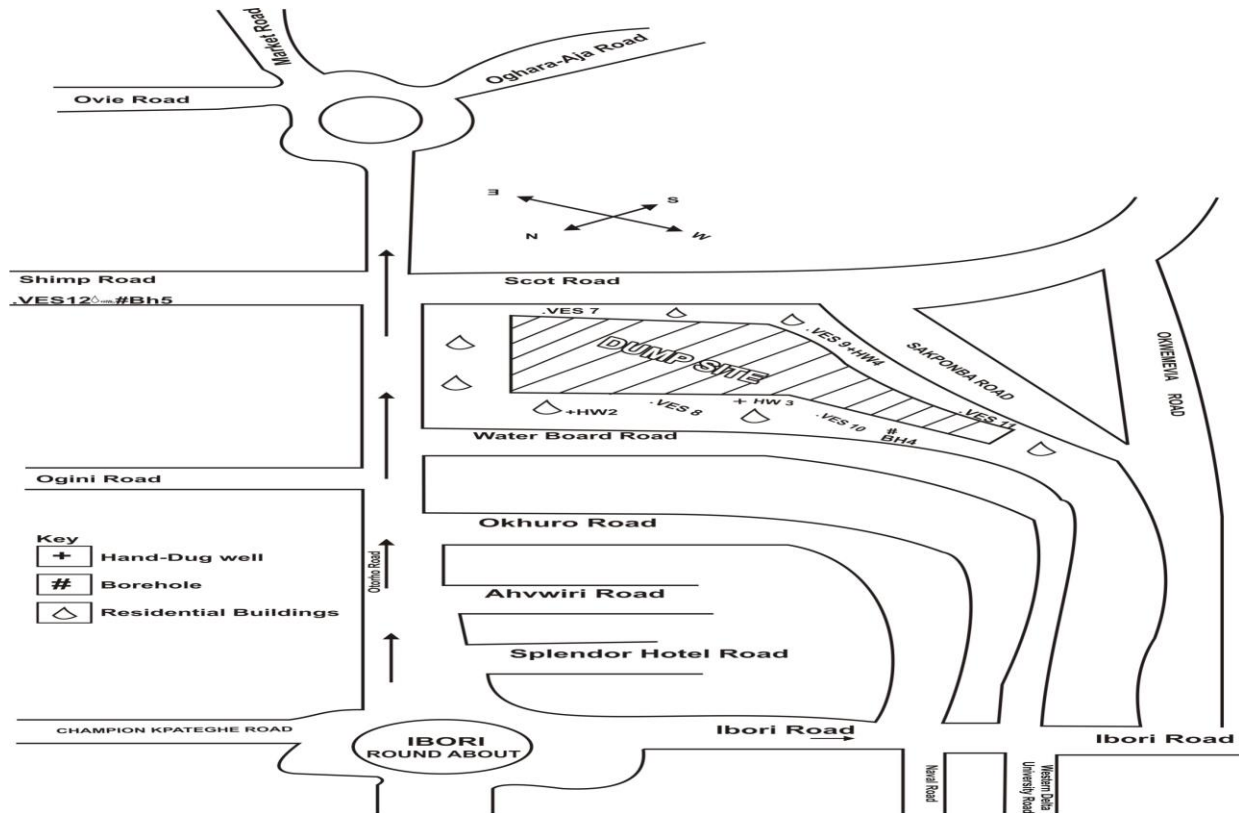 Market Road
Oghara-Aja Road
Ovie Road
E
S
N
W
Shimp Road
Scot Road
.VES12
#Bh5
.VES 7
.VES 9+HW4
DUMP SITE
SAKPONBA ROAD
OKWEMEVIA ROAD
+HW2
.VES 8
+ HW 3
.VES 10
#
BH4
.VES 11
Water Board Road
Ogini Road
Okhuro Road
Key
+ Hand-Dug well
# Borehole
Residential Buildings
Otorho Road
Ahvwiri Road
Splendor Hotel Road
CHAMPION KPATEGHE ROAD
IBORI
ROUND ABOUT
Ibori Road
Ibori Road
Naval Road
Western Delta
University Road